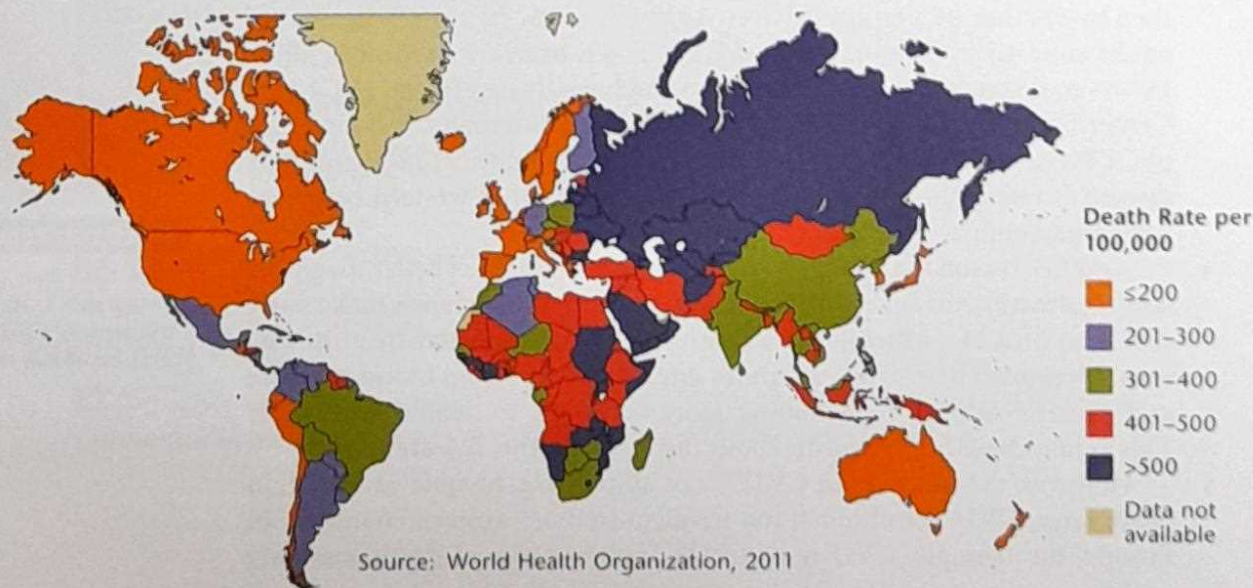 Death Rate per
100,000
≤200
201–300
301–400
401–500
>500
Data not
available
Source: World Health Organization, 2011